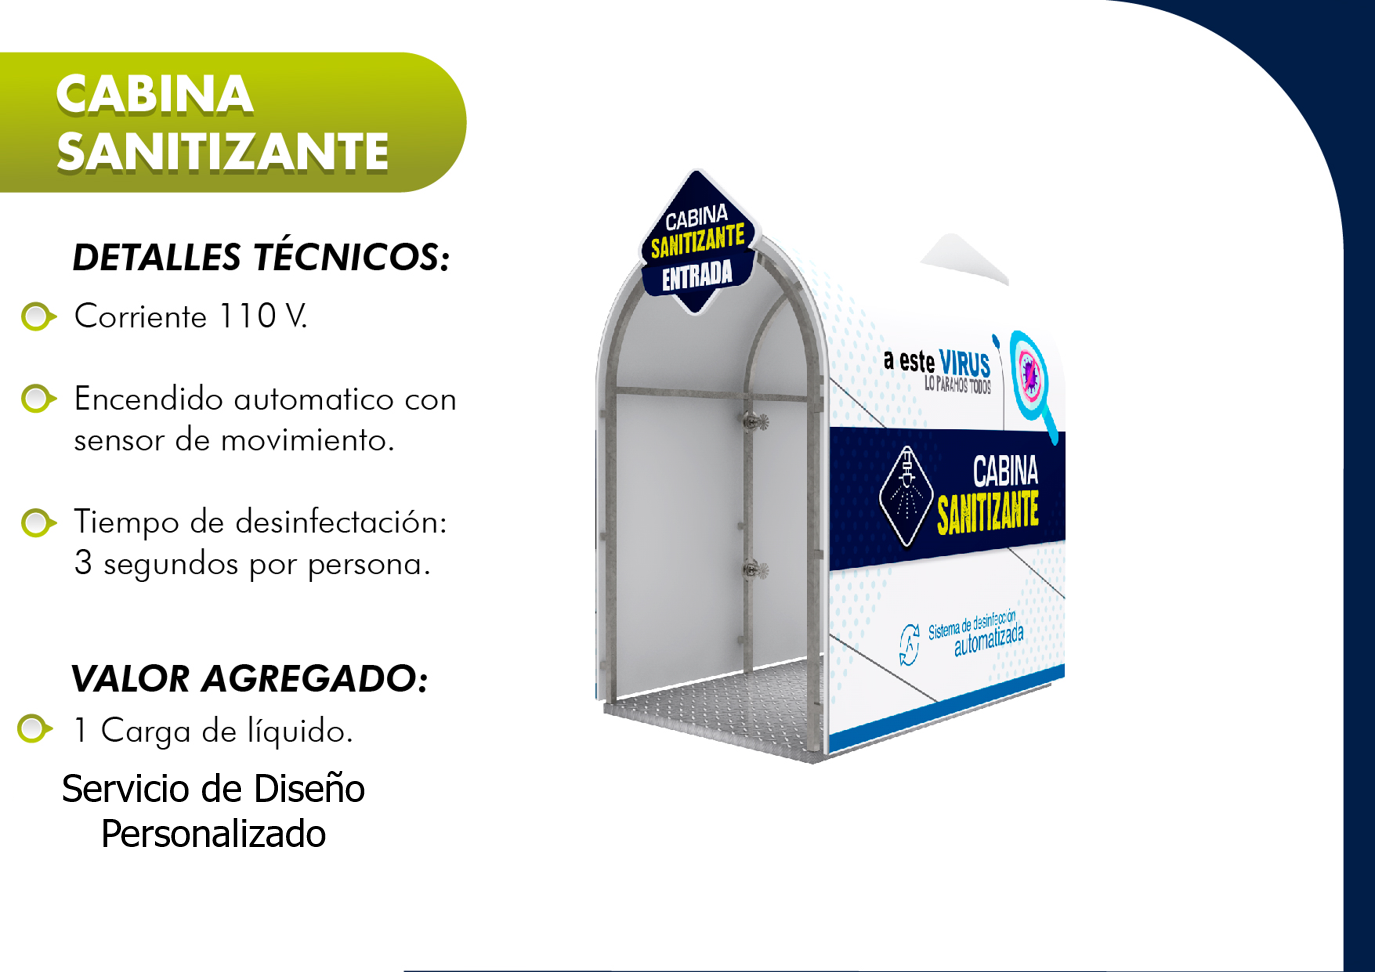 CABINA
SANITIZANTE
DETALLES TÉCNICOS:
Corriente 110 V.
Encendido automatico con
sensor de movimiento.
Tiempo de desinfectación:
3 segundos por persona.
VALOR AGREGADO:
1 Carga de líquido.
Servicio de Diseño
Personalizado
CABINA
SANITIZANTE
ENTRADA
a este VIRUS
LO PARAMOS TODOS
CABINA
SANITIZANTE
Sistema de desinfección
automatizada